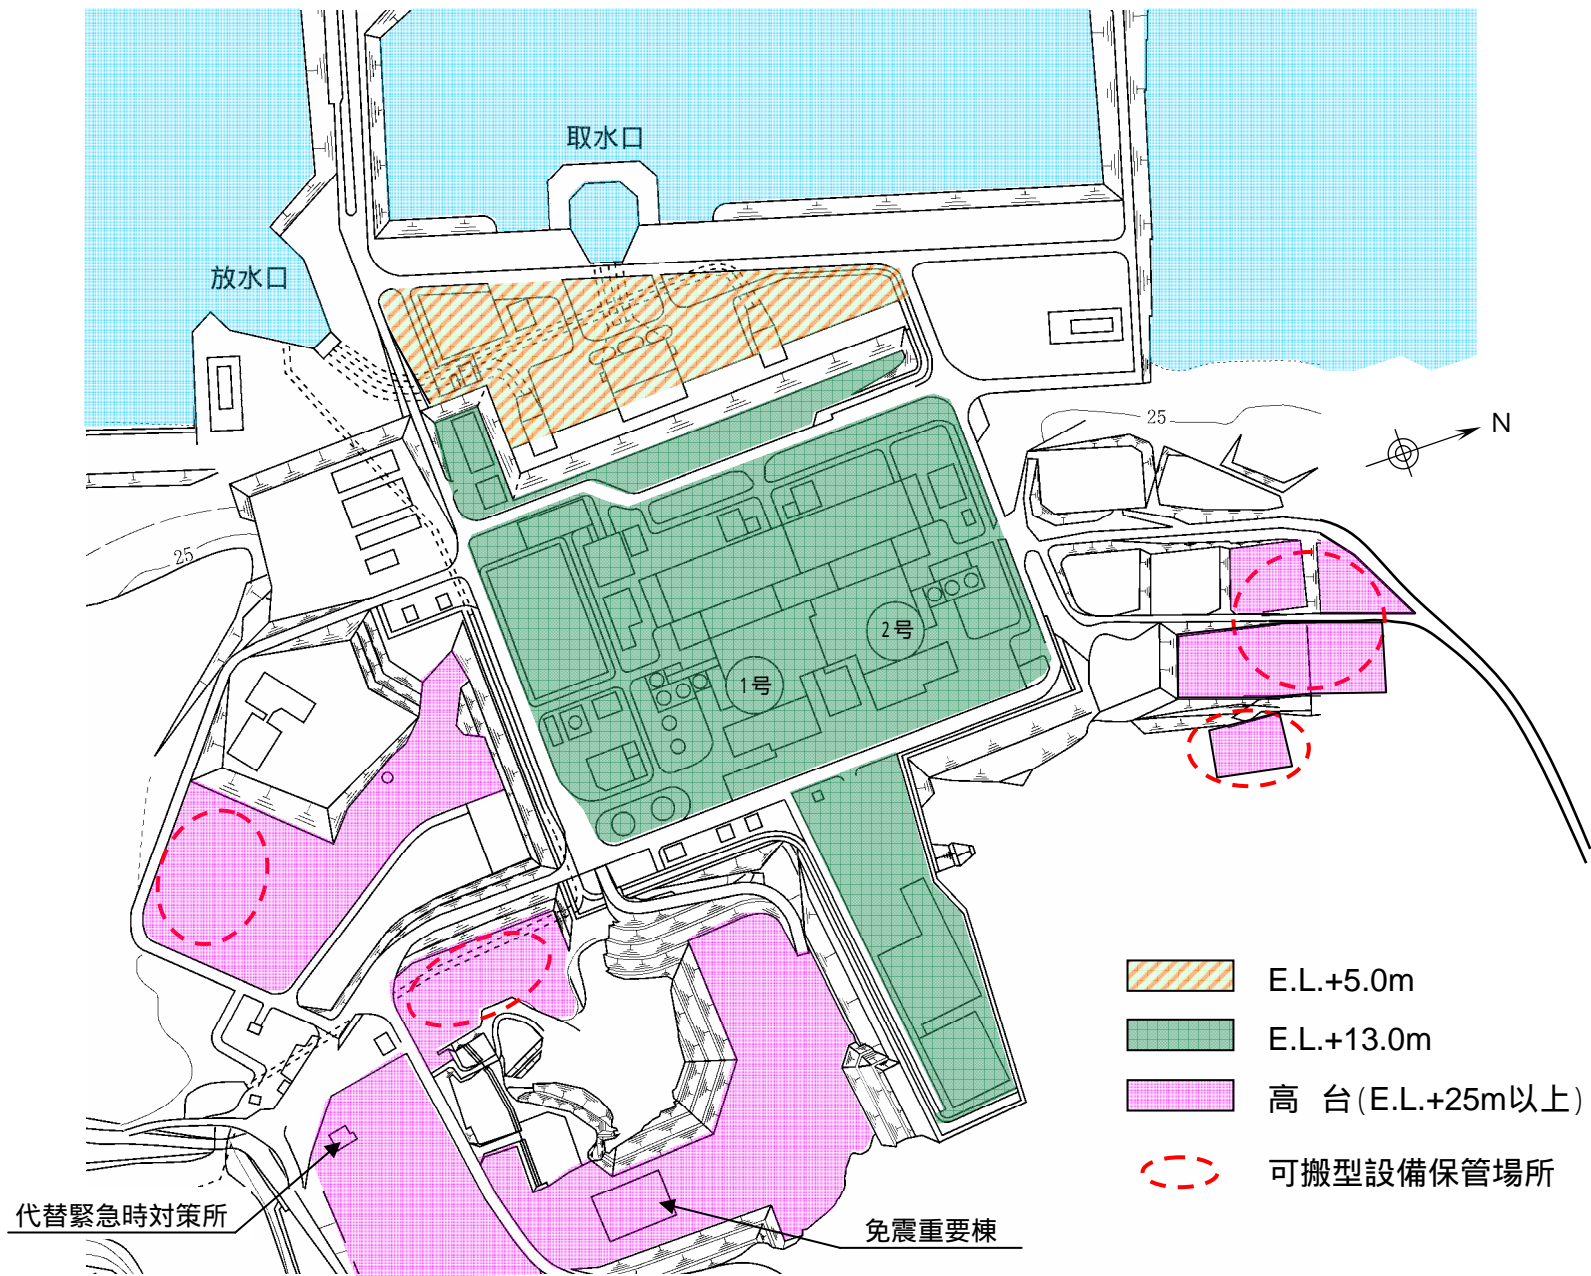 取水口
放水口
25
N
25
2号
1号
E.L.+5.0m
E.L.+13.0m
高 台(E.L.+25m以上)
可搬型設備保管場所
代替緊急時対策所
免震重要棟